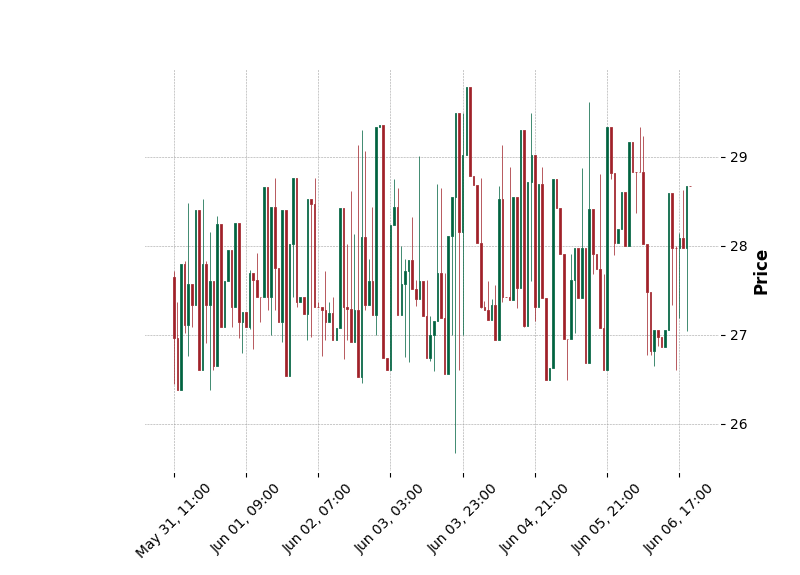 29
28
27
26
Price
May 31, 11:00
Jun 01, 09:00
Jun 02, 07:00
Jun 03, 03:00
Jun 03, 23:00
Jun 04, 21:00
Jun 05, 21:00
Jun 06, 17:00